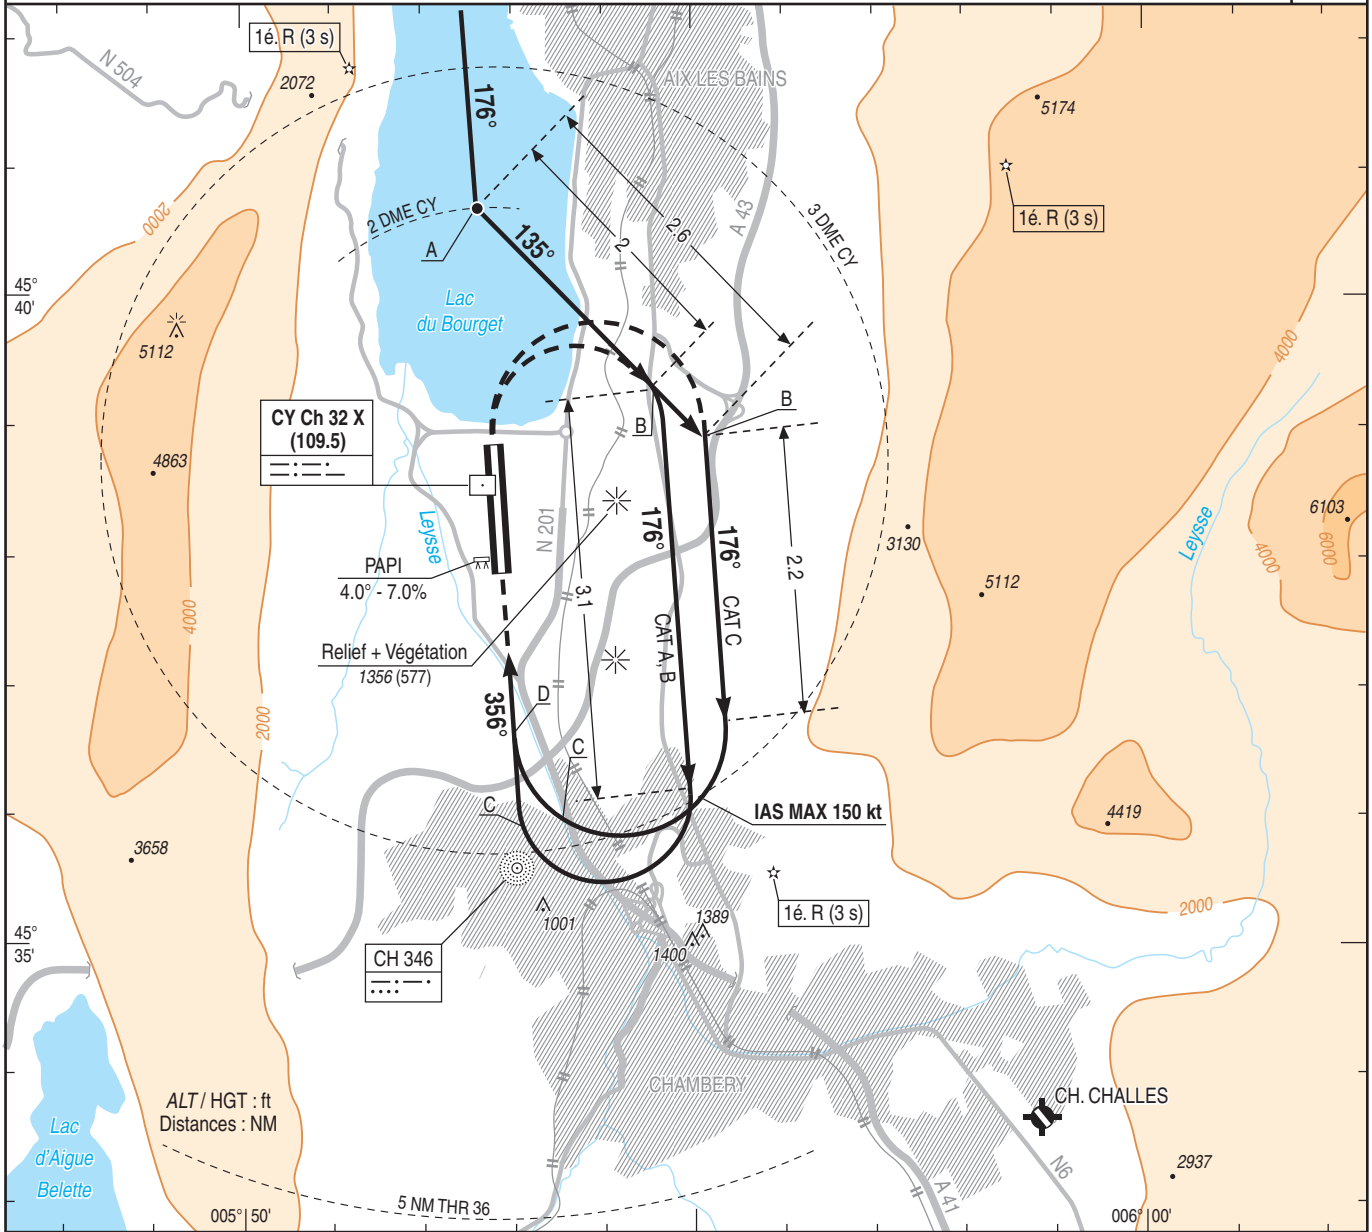 1é. R (3 s)
N 504
2072
AIX LES BAINS
5174
176°
1é. R (3 s)
2000
2 DME CY
A
135°
2
2.6
A 43
3 DME CY
45°
40'
Lac
du Bourget
5112
4000
CY Ch 32 X
(109.5)
B
B
4863
6103
Leysse
N 201
176°
176°
3130
Leysse
4000
6000
PAPI
4.0° - 7.0%
3.1
2.2
5112
4000
CAT A, B
CAT C
Relief + Végétation
1356 (577)
2000
356°
D
C
C
IAS MAX 150 kt
4419
3658
1é. R (3 s)
2000
1001
1389
1400
45°
35'
CH 346
CHAMBERY
CH. CHALLES
ALT / HGT : ft
Distances : NM
Lac
d'Aigue
Belette
N6
A 41
2937
5 NM THR 36
005° 50'
006° 00'